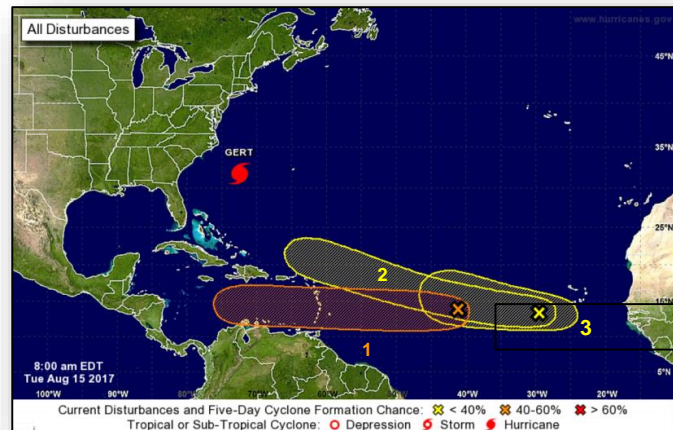 All Disturbances
www.hurricanes.gov
45°N
35°N
GERT
25°N
2
15°N
3
1
8:00 am EDT
Tue Aug 15 2017
5°N
100°W 90°W 80°W 70°W 60°W 50°W 40°W 30°W 20°W
Current Disturbances and Five-Day Cyclone Formation Chance: < 40% 40-60% > 60%
Tropical or Sub-Tropical Cyclone: Depression Storm Hurricane